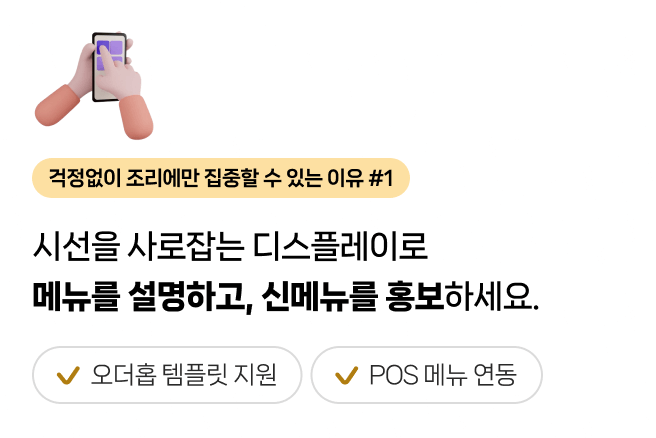 걱정없이 조리에만 집중할 수 있는 이유 #1
시선을 사로잡는 디스플레이로
메뉴를 설명하고, 신메뉴를 홍보하세요.
오더홉 템플릿 지원
POS 메뉴 연동